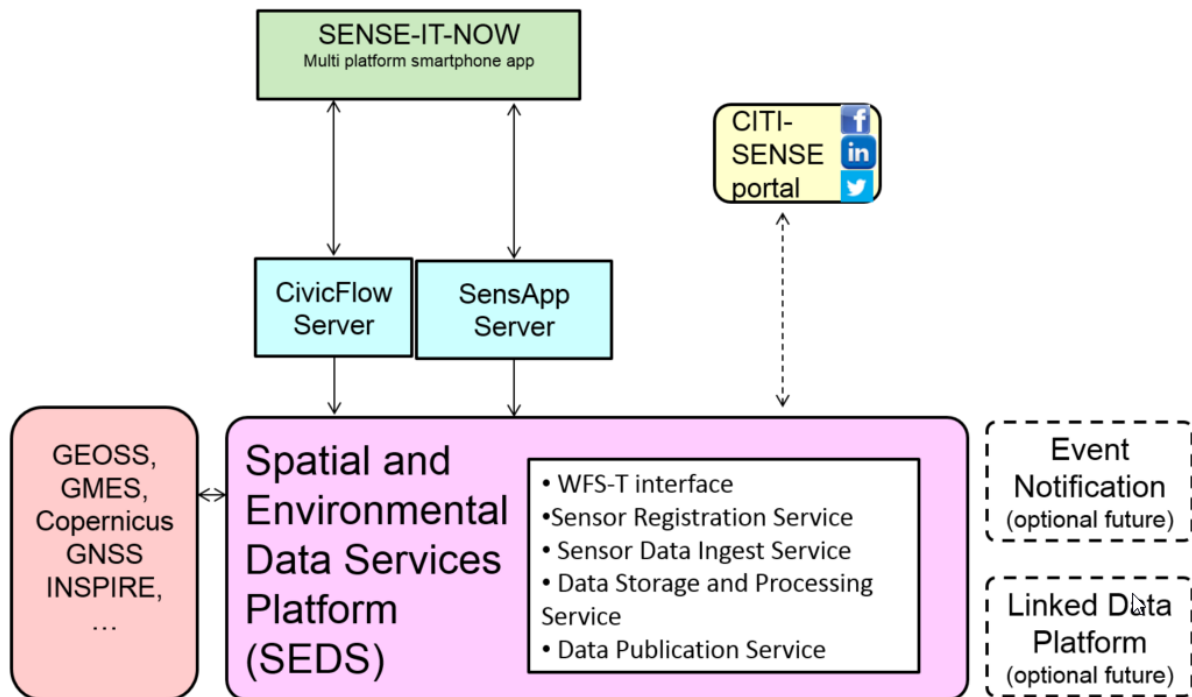 SENSE-IT-NOW
Multi platform smartphone app
CITI-
SENSE
portal
f
in
CivicFlow
Server
SensApp
Server
GEOSS,
GMES,
Copernicus
GNSS
INSPIRE,
…
Spatial and
Environmental
Data Services
Platform
(SEDS)
• WFS-T interface
•Sensor Registration Service
• Sensor Data Ingest Service
• Data Storage and Processing
Service
• Data Publication Service
Event
Notification
(optional future)
Linked Data
Platform
(optional future)